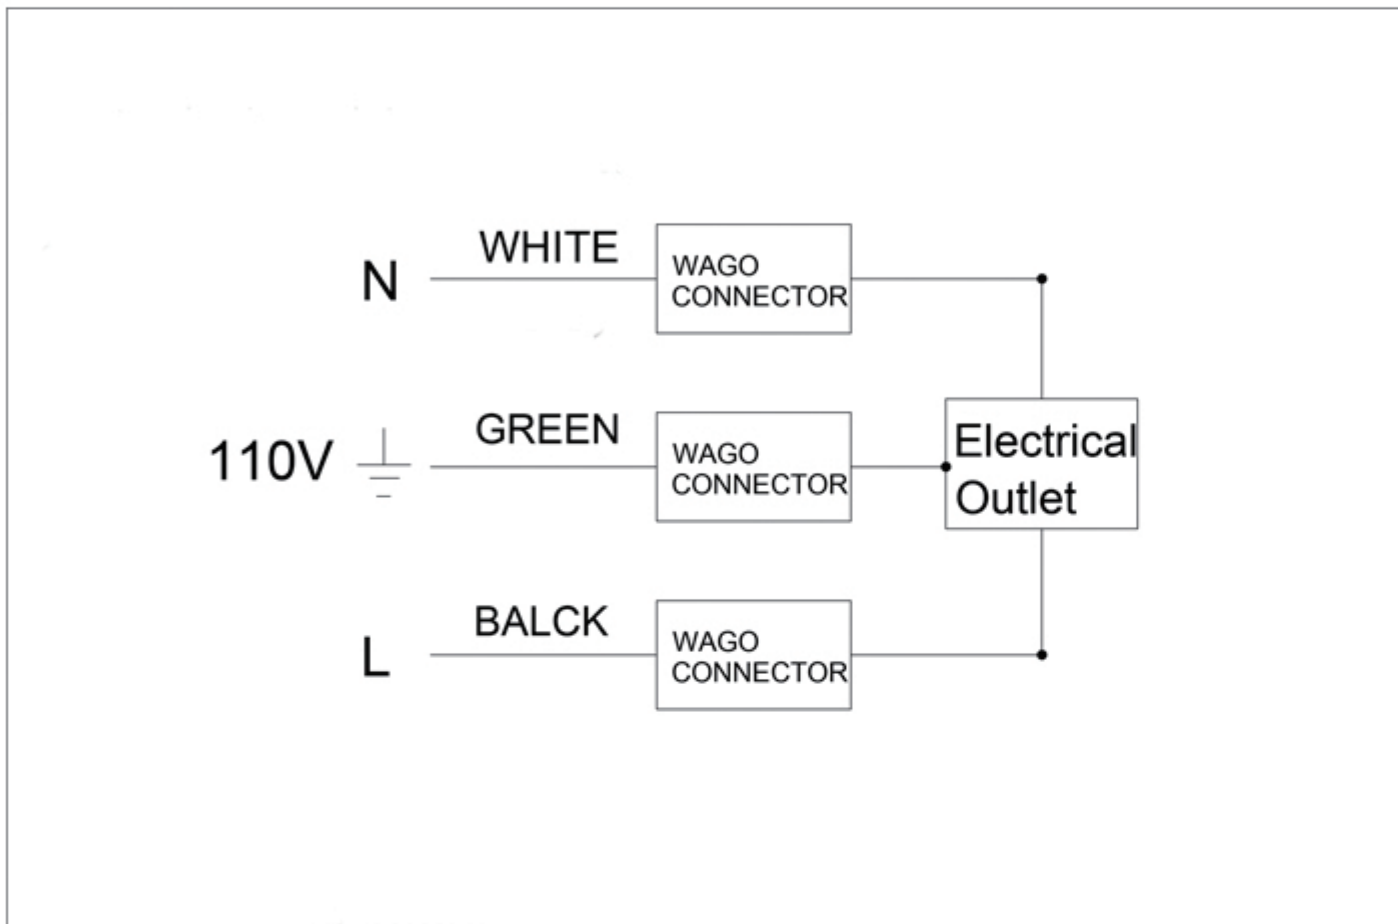 WHITE
N
WAGO
CONNECTOR
GREEN
110V
WAGO
CONNECTOR
Electrical
Outlet
BALCK
L
WAGO
CONNECTOR